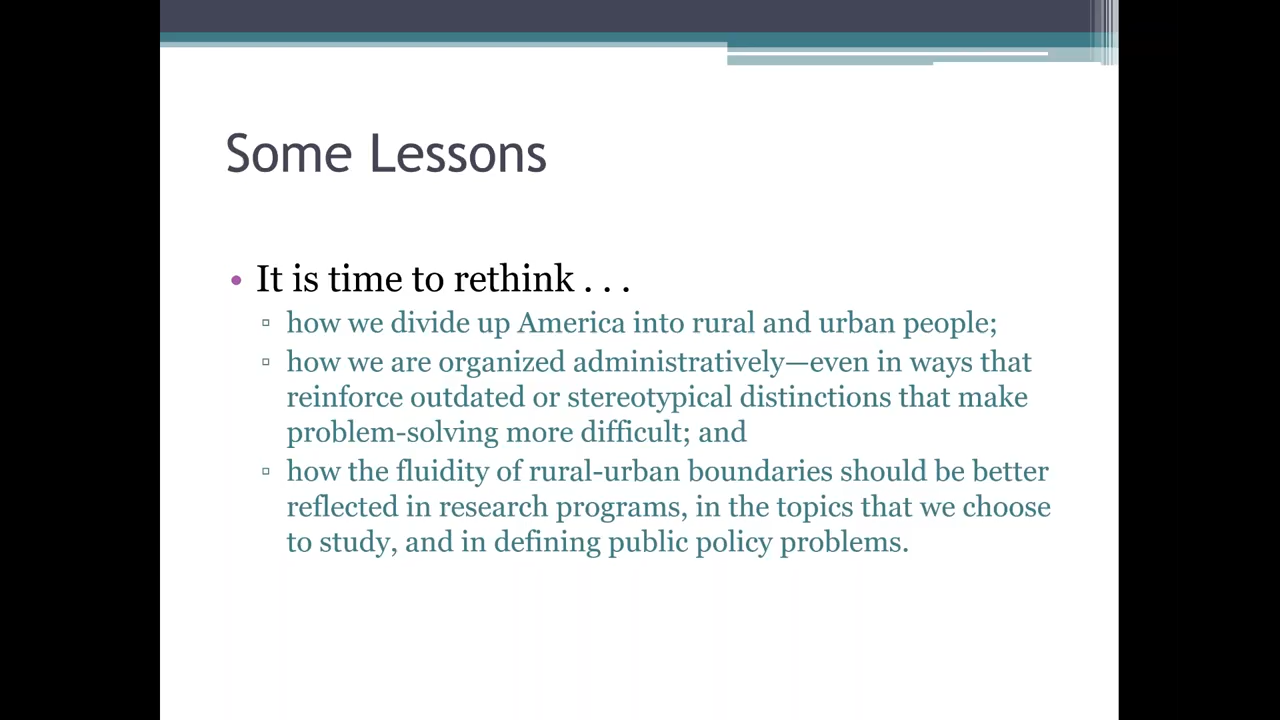 Some Lessons
• It is time to rethink . . .
▫ how we divide up America into rural and urban people;
▫ how we are organized administratively—even in ways that
reinforce outdated or stereotypical distinctions that make
problem-solving more difficult; and
▫ how the fluidity of rural-urban boundaries should be better
reflected in research programs, in the topics that we choose
to study, and in defining public policy problems.